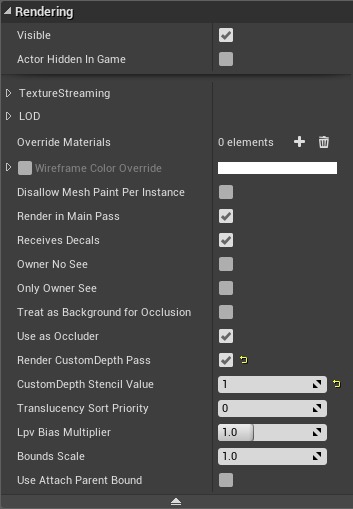 Rendering
Visible
Actor Hidden In Game
TextureStreaming
LOD
Override Materials 0 elements
Wireframe Color Override
Disallow Mesh Paint Per Instance
Render in Main Pass
Receives Decals
Owner No See
Only Owner See
Treat as Background for Occlusion
Use as Occluder
Render CustomDepth Pass
CustomDepth Stencil Value 1
Translucency Sort Priority 0
Lpv Bias Multiplier 1.0
Bounds Scale 1.0
Use Attach Parent Bound